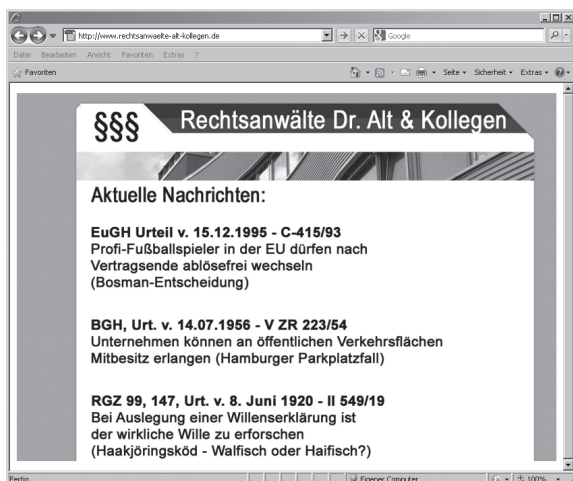 http://www.rechtsanwaelte-alt-kollegen.de
Google
Datei Bearbeiten Ansicht Favoriten Extras ?
Favoriten
Seite Sicherheit Extras
§§§ Rechtsanwälte Dr. Alt & Kollegen
Aktuelle Nachrichten:
EuGH Urteil v. 15.12.1995 - C-415/93
Profi-Fußballspieler in der EU dürfen nach
Vertragsende ablösefrei wechseln
(Bosman-Entscheidung)
BGH, Urt. v. 14.07.1956 - V ZR 223/54
Unternehmen können an öffentlichen Verkehrsflächen
Mitbesitz erlangen (Hamburger Parkplatzfall)
RGZ 99, 147, Urt. v. 8. Juni 1920 - II 549/19
Bei Auslegung einer Willenserklärung ist
der wirkliche Wille zu erforschen
(Haakjöringsköd - Walfisch oder Haifisch?)
Fertig Eigener Computer 100%